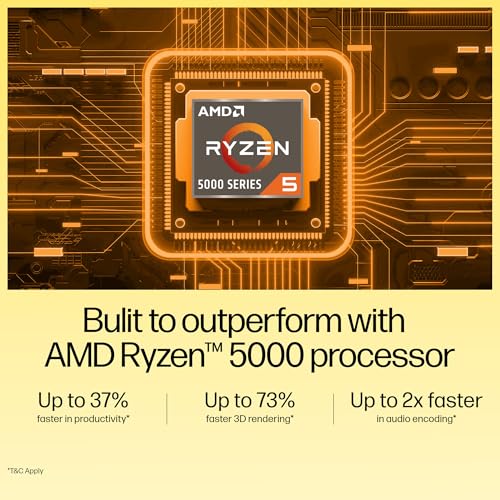 AMD
RYZEN
5000 SERIES 5
Bulit to outperform with
AMD Ryzen™ 5000 processor
Up to 37%
faster in productivity*
Up to 73%
faster 3D rendering*
Up to 2x faster
in audio encoding*
*T&C Apply